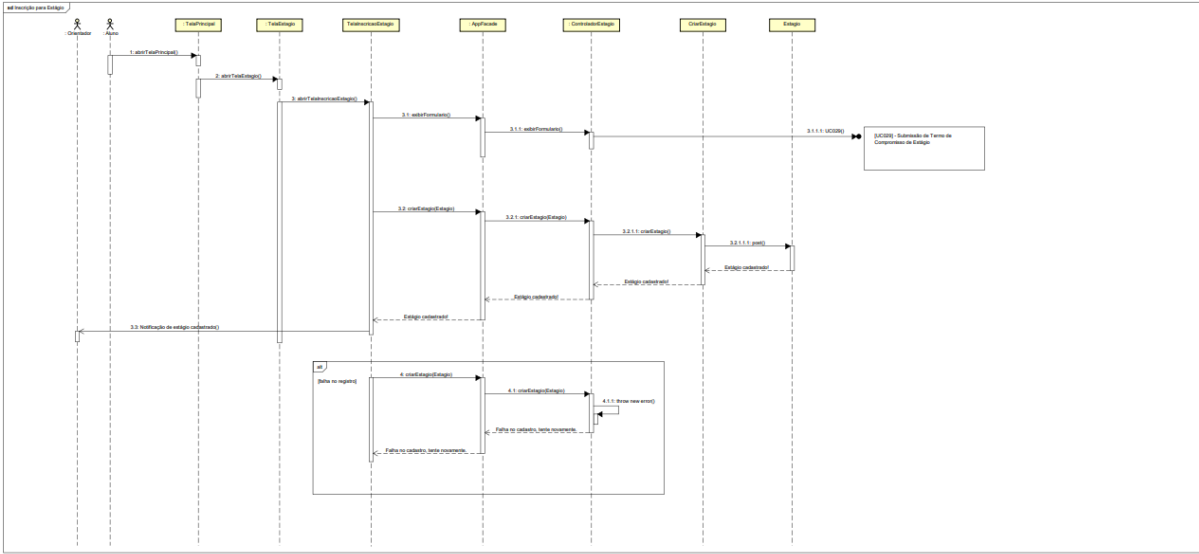 sd Inscrição para Estágio
: Orientador
: Aluno
: TelaPrincipal
: TelaEstagio
TelaInscricaoEstagio
: AppFacade
: ControladorEstagio
CriarEstagio
Estagio
1: abrirTelaPrincipal()
2: abrirTelaEstagio()
3: abrirTelaInscricaoEstagio()
3.1: exibirFormulario()
3.1.1: exibirFormulario()
3.1.1.1: UC028()
[UC028] - Submissão de Termo de
Compromisso de Estágio
3.2: criarEstagio(Estagio)
3.2.1: criarEstagio(Estagio)
3.2.1.1: criarEstagio()
3.2.1.1.1: post()
Estágio cadastrado!
Estágio cadastrado!
Estágio cadastrado!
Estágio cadastrado!
3.3: Notificação de estágio cadastrado()
alt
[falha no registro]
4: criarEstagio(Estagio)
4.1: criarEstagio(Estagio)
4.1.1: throw new error()
Falha no cadastro, tente novamente.
Falha no cadastro, tente novamente.